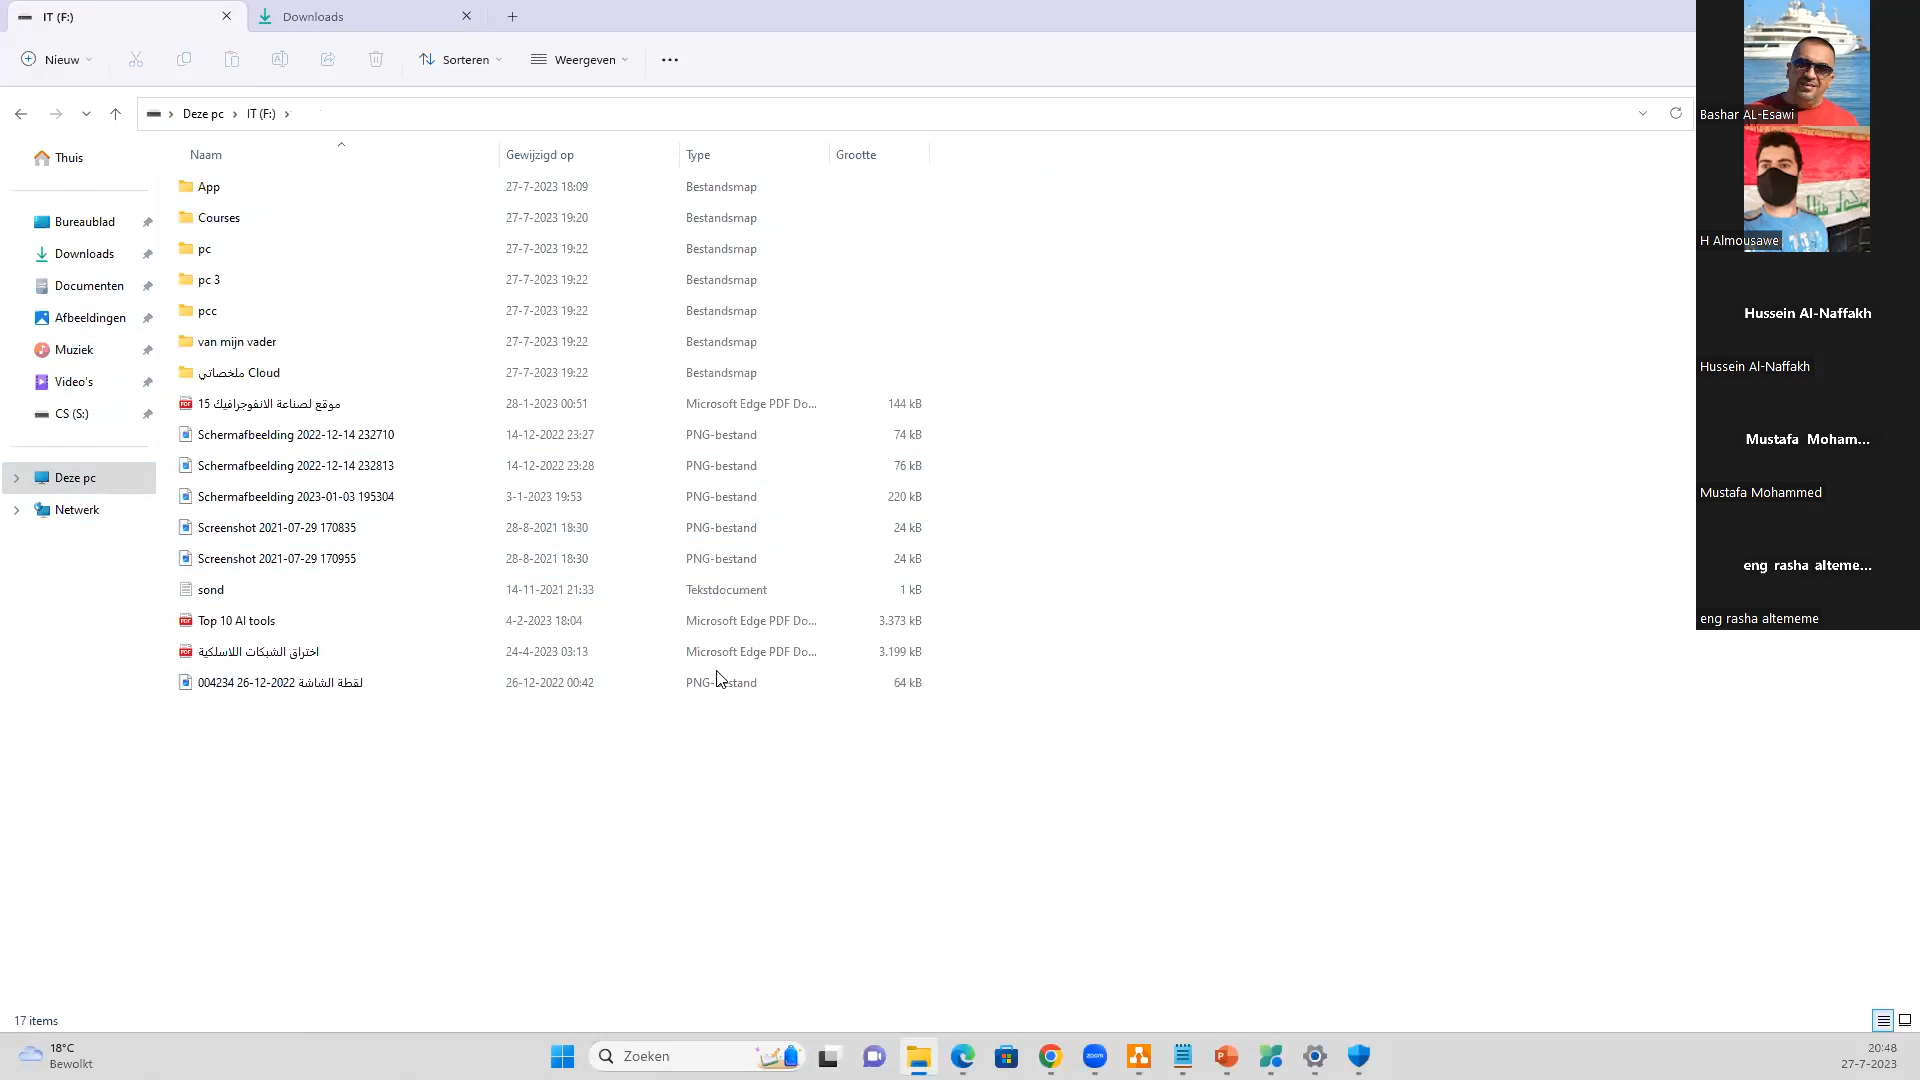 IT (F:)
Downloads
Nieuw
Sorteren
Weergeven
Deze pc
IT (F:)
Thuis
Bureaublad
Downloads
Documenten
Afbeeldingen
Muziek
Video's
CS (S:)
Deze pc
Netwerk
Naam Gewijzigd op Type Grootte
App 27-7-2023 18:09 Bestandsmap
Courses 27-7-2023 19:20 Bestandsmap
pc 27-7-2023 19:22 Bestandsmap
pc 3 27-7-2023 19:22 Bestandsmap
pcc 27-7-2023 19:22 Bestandsmap
van mijn vader 27-7-2023 19:22 Bestandsmap
ملخصاتي Cloud 27-7-2023 19:22 Bestandsmap
15 موقع لصناعة الانفوجرافيك 28-1-2023 00:51 Microsoft Edge PDF Do... 144 kB
Schermafbeelding 2022-12-14 232710 14-12-2022 23:27 PNG-bestand 74 kB
Schermafbeelding 2022-12-14 232813 14-12-2022 23:28 PNG-bestand 76 kB
Schermafbeelding 2023-01-03 195304 3-1-2023 19:53 PNG-bestand 220 kB
Screenshot 2021-07-29 170835 28-8-2021 18:30 PNG-bestand 24 kB
Screenshot 2021-07-29 170955 28-8-2021 18:30 PNG-bestand 24 kB
sond 14-11-2021 21:33 Tekstdocument 1 kB
Top 10 AI tools 4-2-2023 18:04 Microsoft Edge PDF Do... 3.373 kB
اختراق الشبكات اللاسلكية 24-4-2023 03:13 Microsoft Edge PDF Do... 3.199 kB
لقطة الشاشة 2022-12-26 004234 26-12-2022 00:42 PNG-bestand 64 kB
17 items
Bashar AL-Esawi
H Almousawe
Hussein Al-Naffakh
Hussein Al-Naffakh
Mustafa Moham...
Mustafa Mohammed
eng rasha alteme...
eng rasha altememe
18°C
Bewolkt
Zoeken
zoom
20:48
27-7-2023